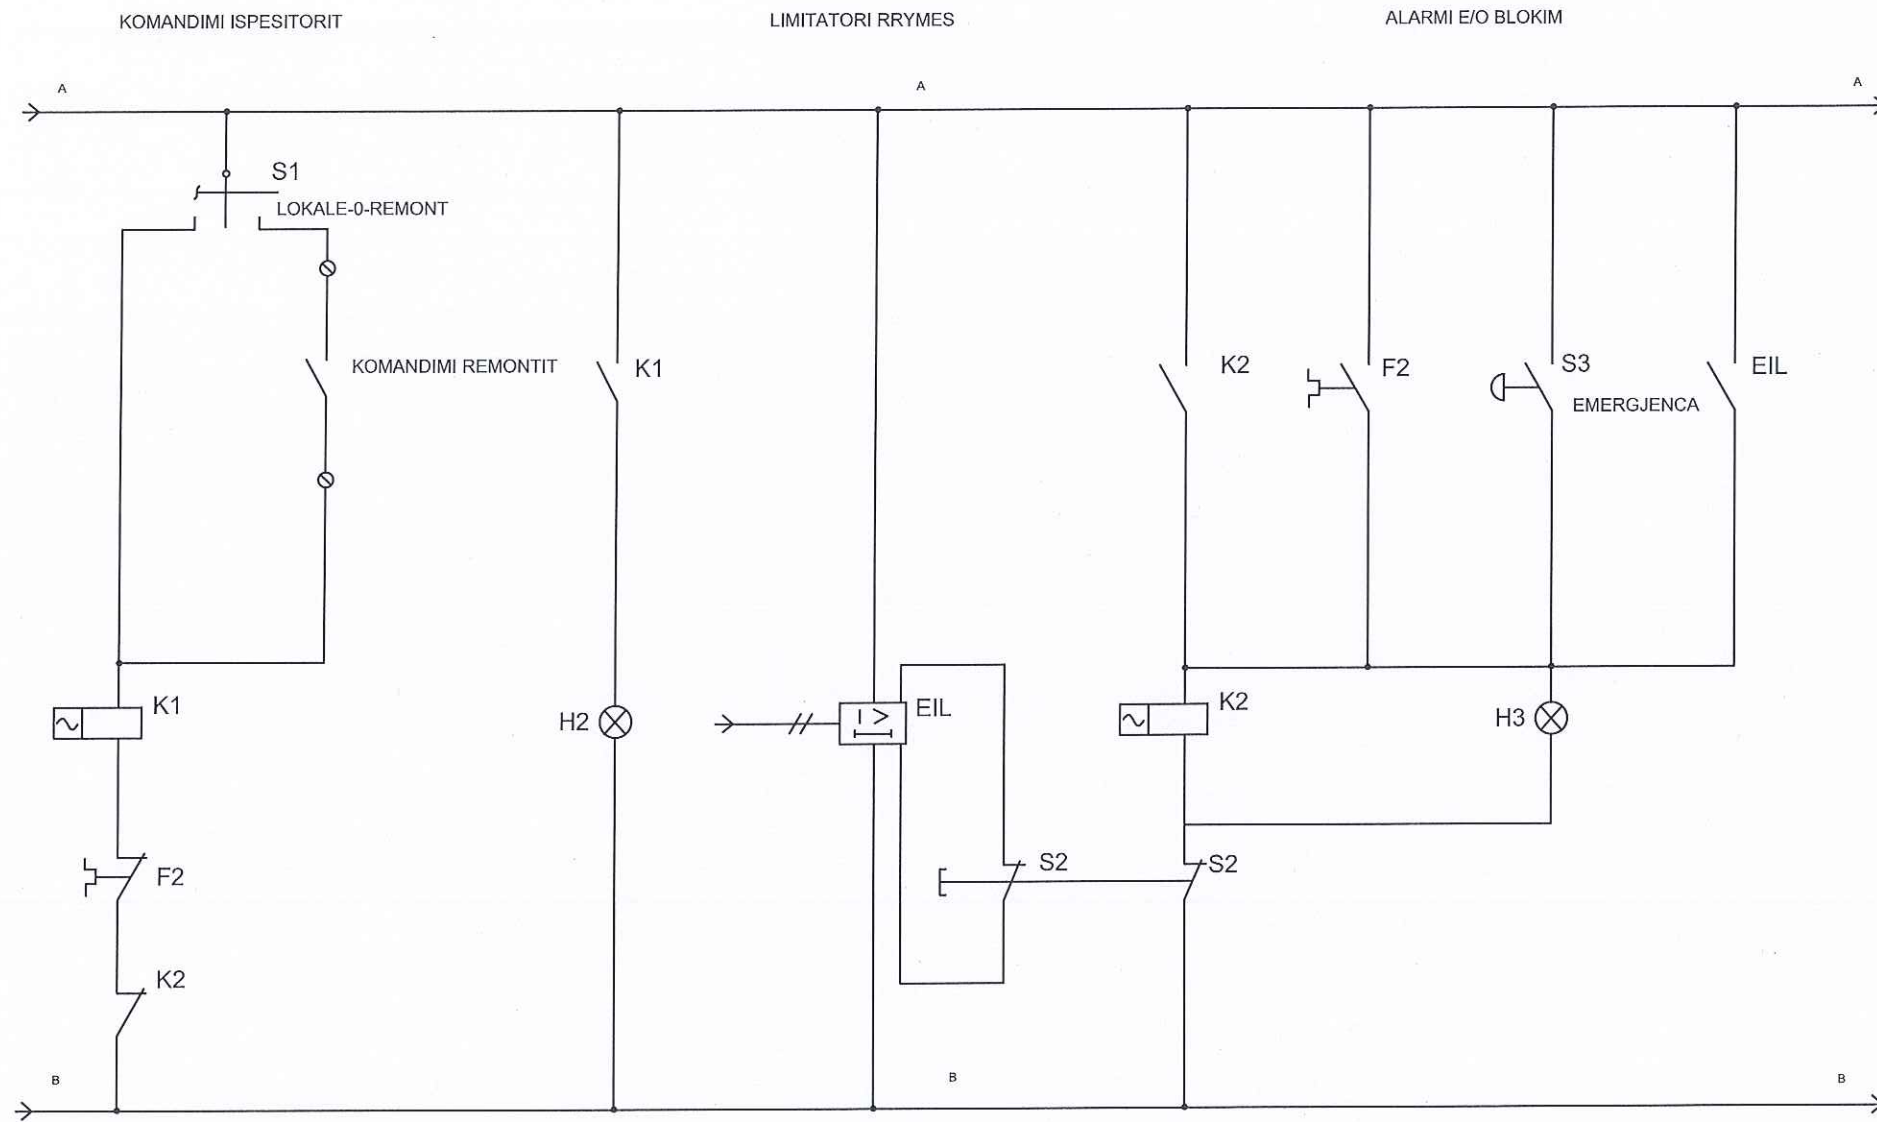 KOMANDIMI ISPESITORIT
LIMITATORI RRYMES
ALARMI E/O BLOKIM
A
A
A
S1
LOKALE-0-REMONT
KOMANDIMI REMONTIT
K1
K2
F2
S3
EMERGJENCA
EIL
K1
H2
I >
EIL
K2
H3
F2
S2
S2
K2
B
B
B